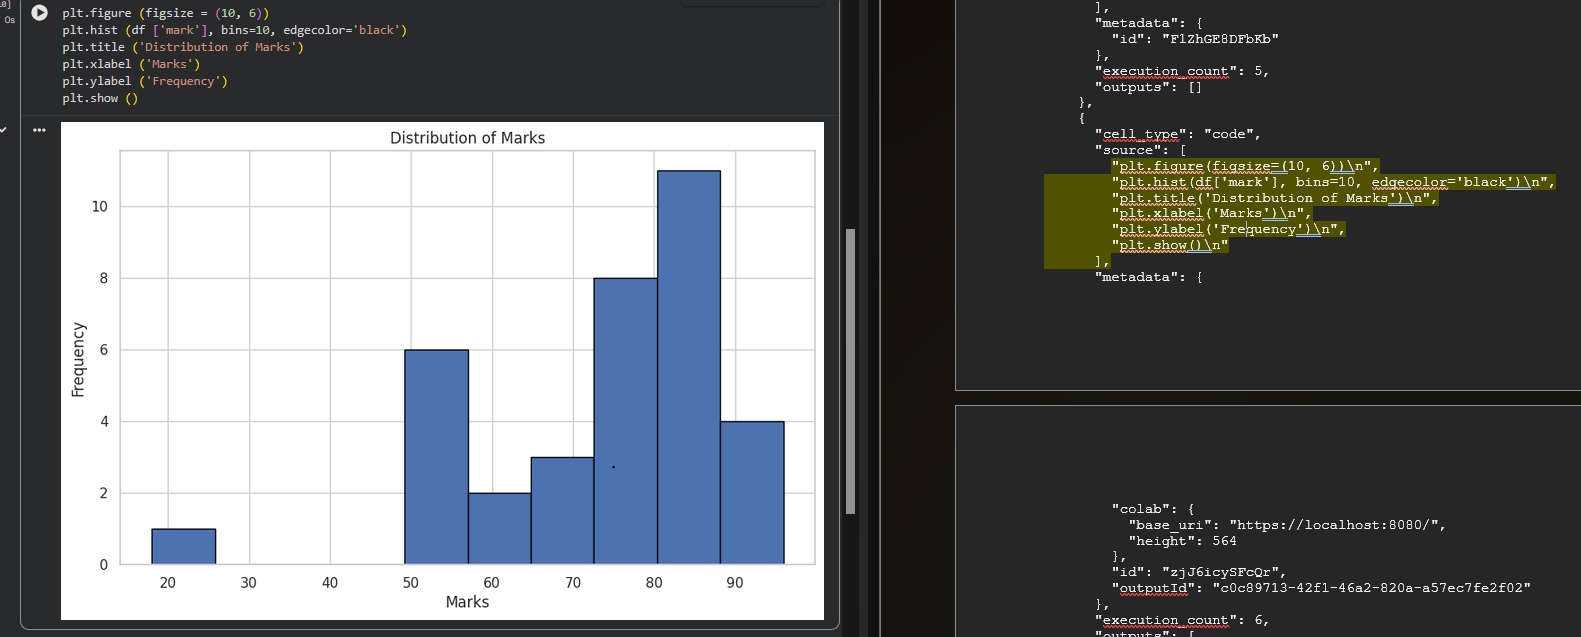 0s
plt.figure (figsize = (10, 6))
plt.hist (df ['mark'], bins=10, edgecolor='black')
plt.title ('Distribution of Marks')
plt.xlabel ('Marks')
plt.ylabel ('Frequency')
plt.show ()
Distribution of Marks
10
8
6
4
2
0
Frequency
20 30 40 50 60 70 80 90
Marks
],
"metadata": {
"id": "F1ZhGE8DFbKb"
},
"execution_count": 5,
"outputs": []
},
{
"cell_type": "code",
"source": [
"plt.figure(figsize=(10, 6))\n",
"plt.hist(df['mark'], bins=10, edgecolor='black')\n",
"plt.title('Distribution of Marks')\n",
"plt.xlabel('Marks')\n",
"plt.ylabel('Frequency')\n",
"plt.show()\n"
],
"metadata": {
"colab": {
"base_uri": "https://localhost:8080/",
"height": 564
},
"id": "zjJ6icySFcQr",
"outputId": "c0c89713-42f1-46a2-820a-a57ec7fe2f02"
},
"execution_count": 6,
"outputs": [